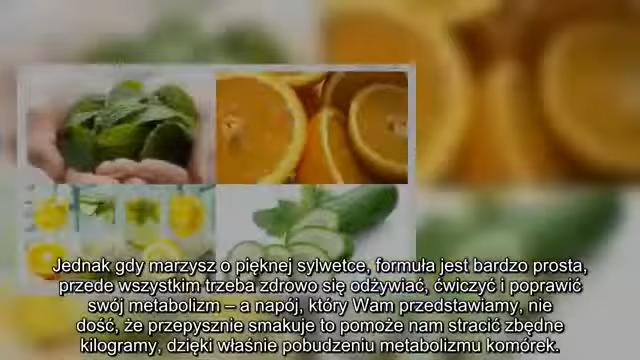 Jednak gdy marzysz o pięknej sylwetce, formuła jest bardzo prosta,
przede wszystkim trzeba zdrowo się odżywiać, ćwiczyć i poprawić
swój metabolizm – a napój, który Wam przedstawiamy, nie
dość, że przepysznie smakuje to pomoże nam stracić zbędne
kilogramy, dzięki właśnie pobudzeniu metabolizmu komórek.